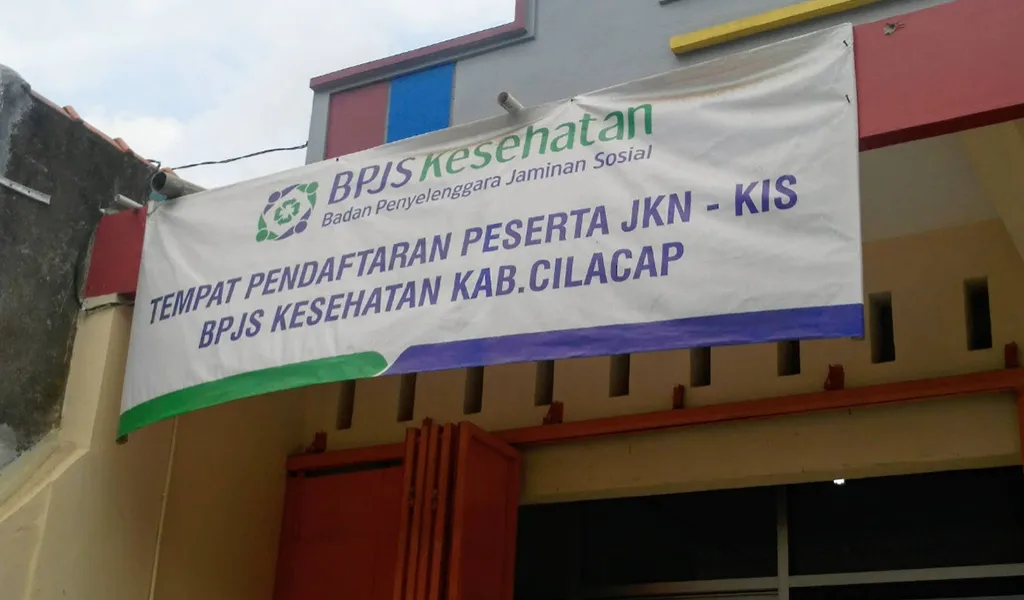 BPJS Kesehatan
Badan Penyelenggara Jaminan Sosial
TEMPAT PENDAFTARAN PESERTA JKN - KIS
BPJS KESEHATAN KAB.CILACAP